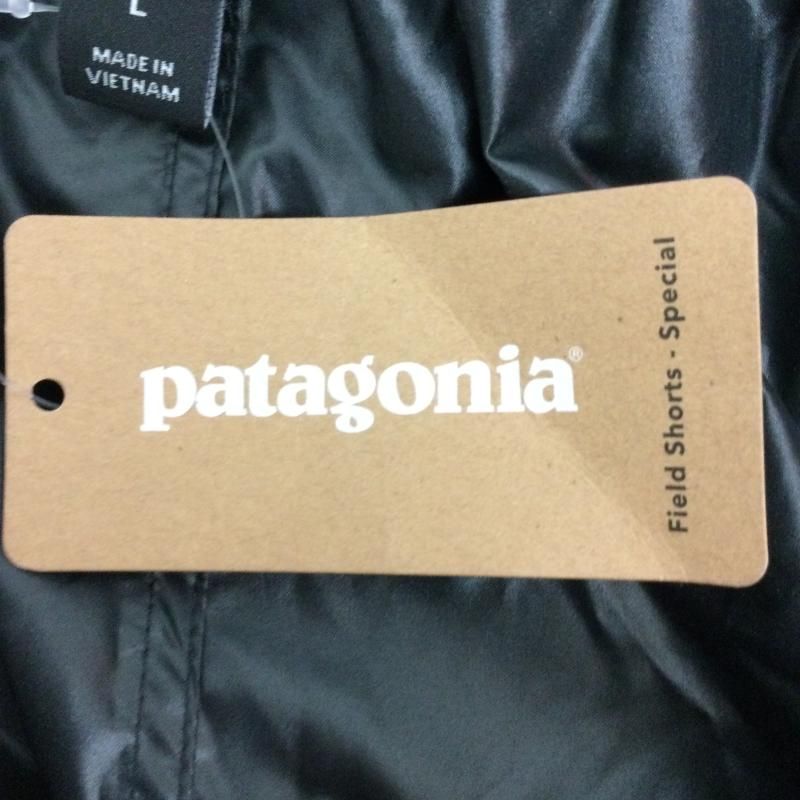 L
MADE IN
VIETNAM
patagonia®
Field Shorts - Special